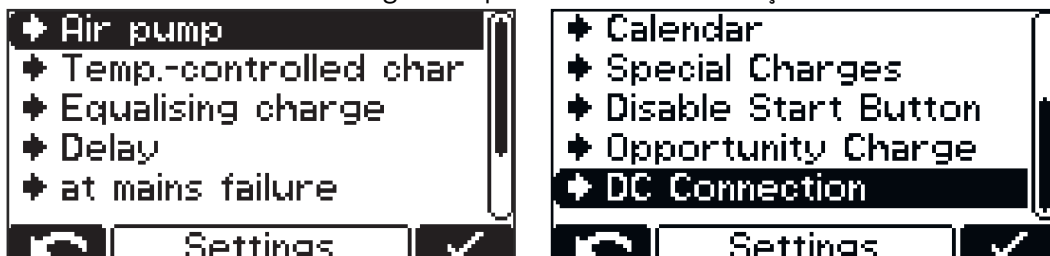 Air pump
Temp.-controlled char
Equalising charge
Delay
at mains failure
Settings
Calendar
Special Charges
Disable Start Button
Opportunity Charge
DC Connection
Settings